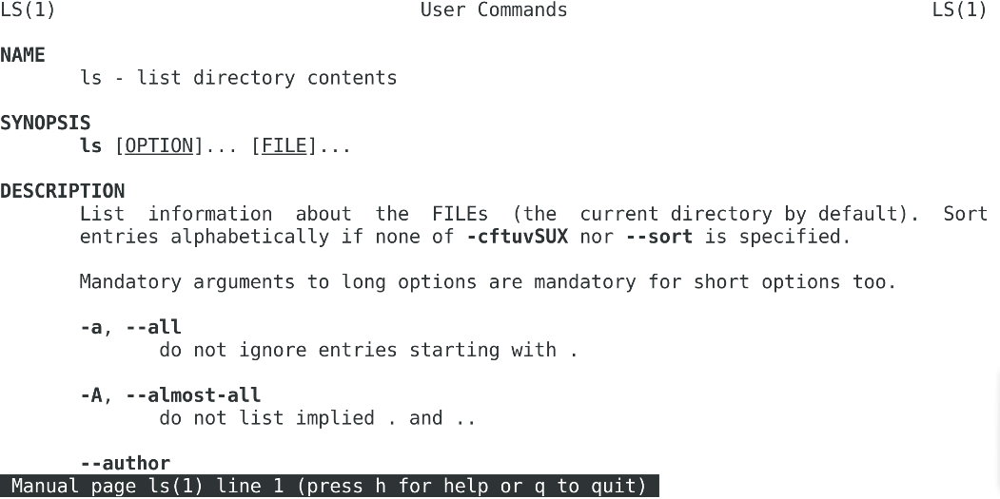 LS(1) User Commands LS(1)
NAME
ls - list directory contents
SYNOPSIS
ls [OPTION]... [FILE]...
DESCRIPTION
List information about the FILEs (the current directory by default). Sort
entries alphabetically if none of -cftuvSUX nor --sort is specified.
Mandatory arguments to long options are mandatory for short options too.
-a, --all
do not ignore entries starting with .
-A, --almost-all
do not list implied . and ..
--author
Manual page ls(1) line 1 (press h for help or q to quit)